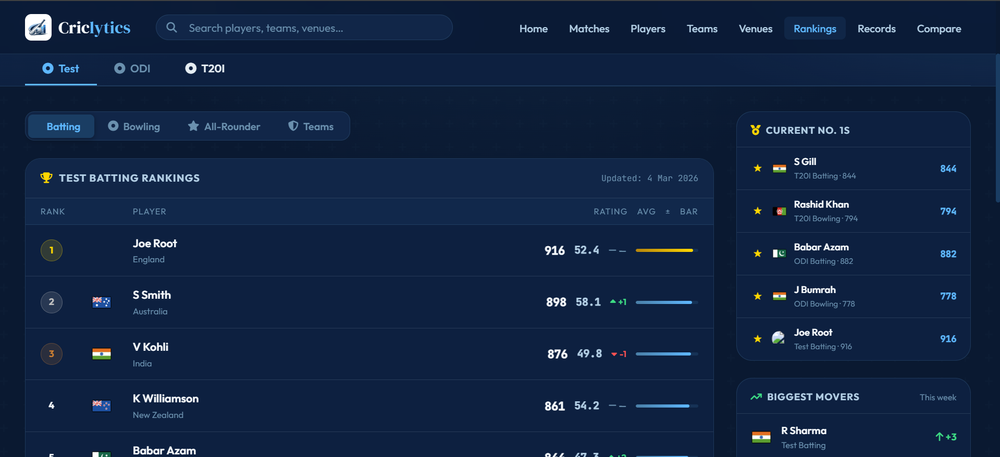 Criclytics
Search players, teams, venues...
Home Matches Players Teams Venues Rankings Records Compare
Test ODI T20I
Batting Bowling All-Rounder Teams
TEST BATTING RANKINGS Updated: 4 Mar 2026
RANK PLAYER RATING AVG ± BAR
1 Joe Root 916 52.4 — —
England
2 S Smith 898 58.1 +1
Australia
3 V Kohli 876 49.8 -1
India
4 K Williamson 861 54.2 — —
New Zealand
Babar Azam
CURRENT NO. 1S
S Gill 844
T20I Batting · 844
Rashid Khan 794
T20I Bowling · 794
Babar Azam 882
ODI Batting · 882
J Bumrah 778
ODI Bowling · 778
Joe Root 916
Test Batting · 916
BIGGEST MOVERS This week
R Sharma +3
Test Batting